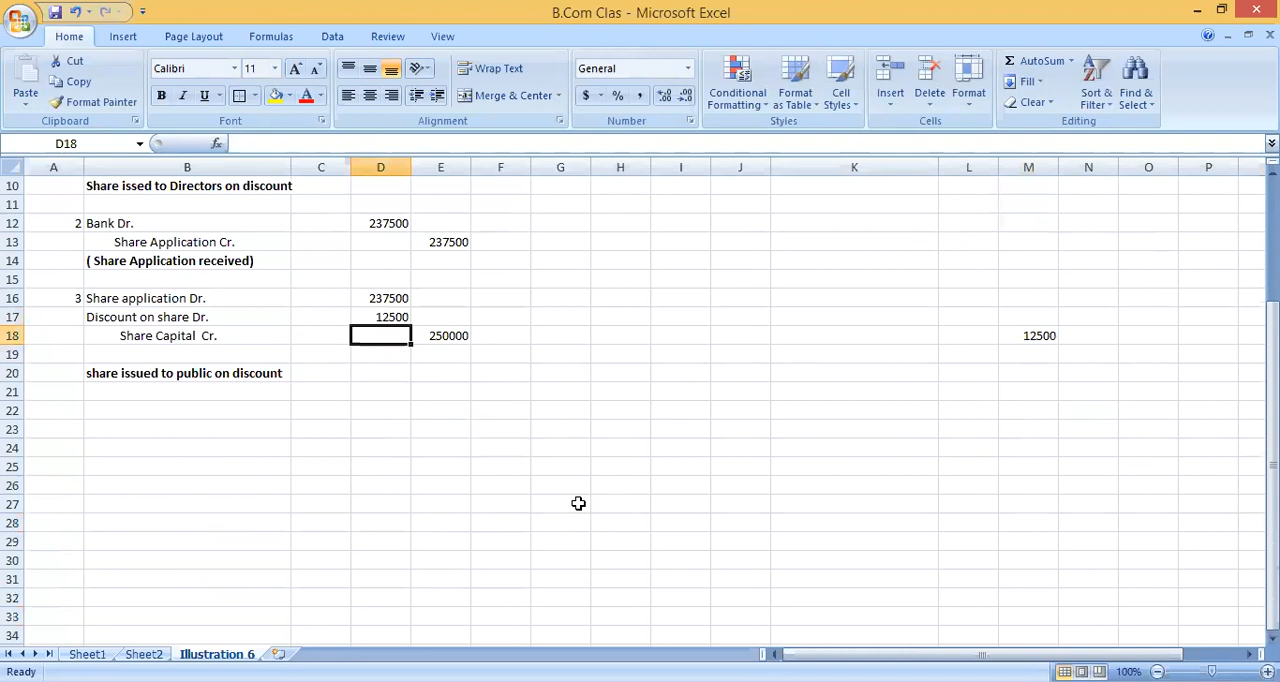 B.Com Clas - Microsoft Excel
Home Insert Page Layout Formulas Data Review View
Paste Cut Copy Format Painter Clipboard
Calibri 11 A A B I U A Font
Wrap Text Merge & Center Alignment
General $ % , .0 .00 .00 .0 Number
Conditional Formatting Format as Table Cell Styles Styles
Insert Delete Format Cells
Σ AutoSum Fill Clear Sort & Filter Find & Select Editing
D18 fx
A B C D E F G H I J K L M N O P
10 Share issed to Directors on discount
11
12 2 Bank Dr. 237500
13 Share Application Cr. 237500
14 ( Share Application received)
15
16 3 Share application Dr. 237500
17 Discount on share Dr. 12500
18 Share Capital Cr. 250000 12500
19
20 share issued to public on discount
21
22
23
24
25
26
27
28
29
30
31
32
33
34
Sheet1 Sheet2 Illustration 6
Ready 100%